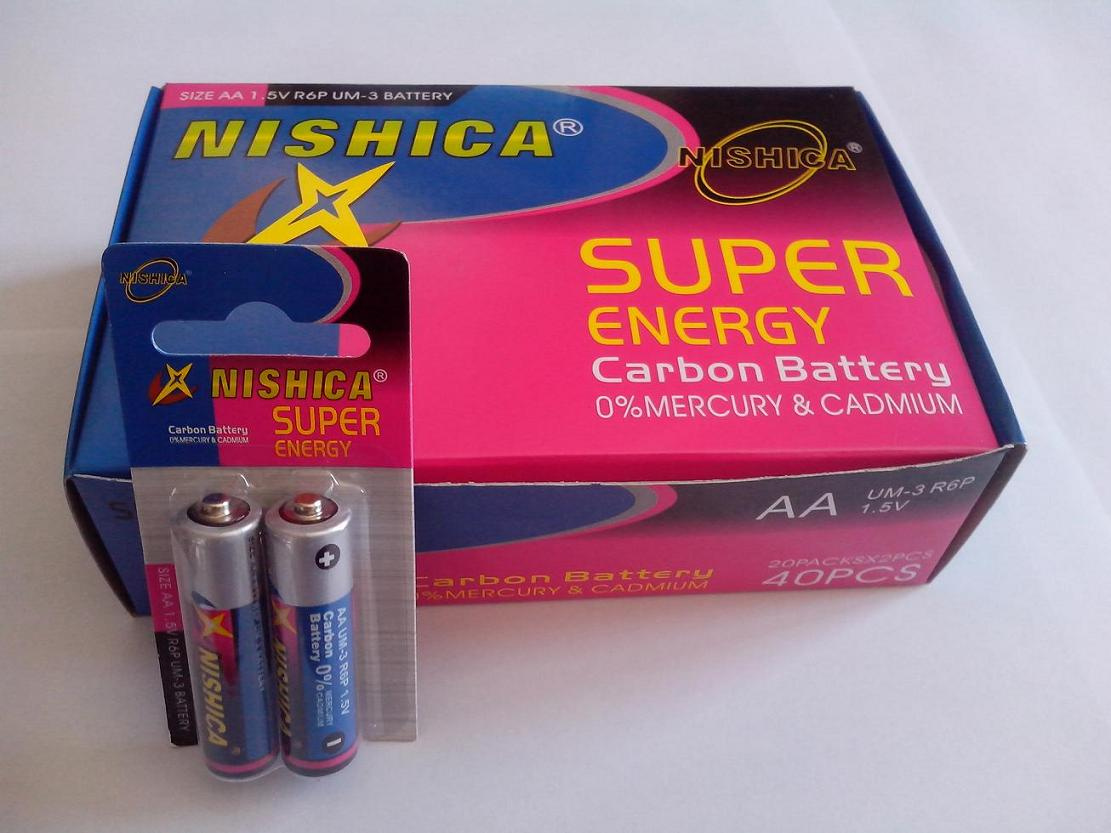 SIZE AA 1.5V R6P UM-3 BATTERY
NISHICA®
NISHICA®
SUPER
ENERGY
Carbon Battery
0%MERCURY & CADMIUM
AA UM-3 R6P
1.5V
20PACKSX2PCS
40PCS
Carbon Battery
0%MERCURY & CADMIUM
S
NISHICA®
NISHICA®
SUPER
ENERGY
Carbon Battery
0%MERCURY & CADMIUM
SIZE AA 1.5V R6P UM-3 BATTERY
NISHICA
NISHICA
AA UM-3 R6P 1.5V
Carbon
Battery
0% MERCURY
CADMIUM